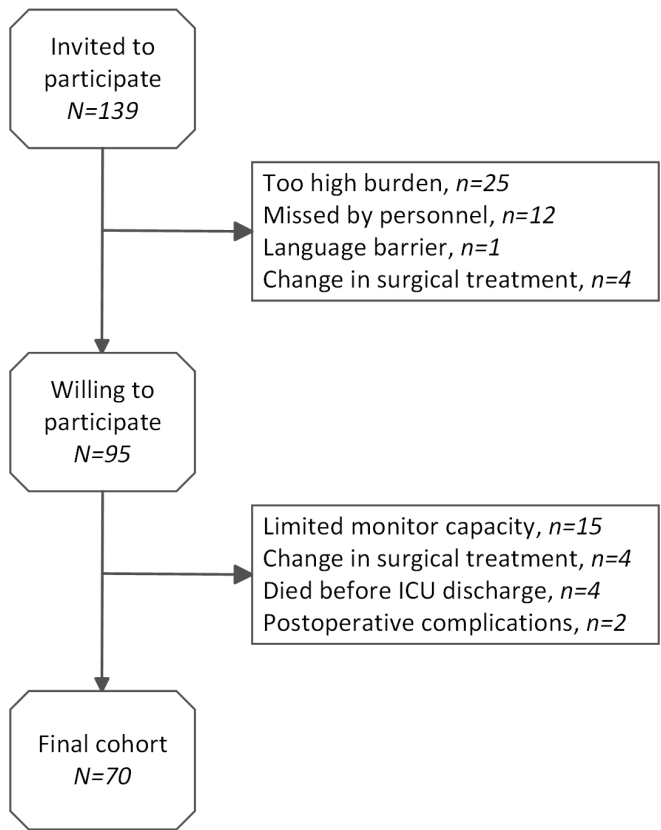 Invited to
participate
N=139
Too high burden, n=25
Missed by personnel, n=12
Language barrier, n=1
Change in surgical treatment, n=4
Willing to
participate
N=95
Limited monitor capacity, n=15
Change in surgical treatment, n=4
Died before ICU discharge, n=4
Postoperative complications, n=2
Final cohort
N=70